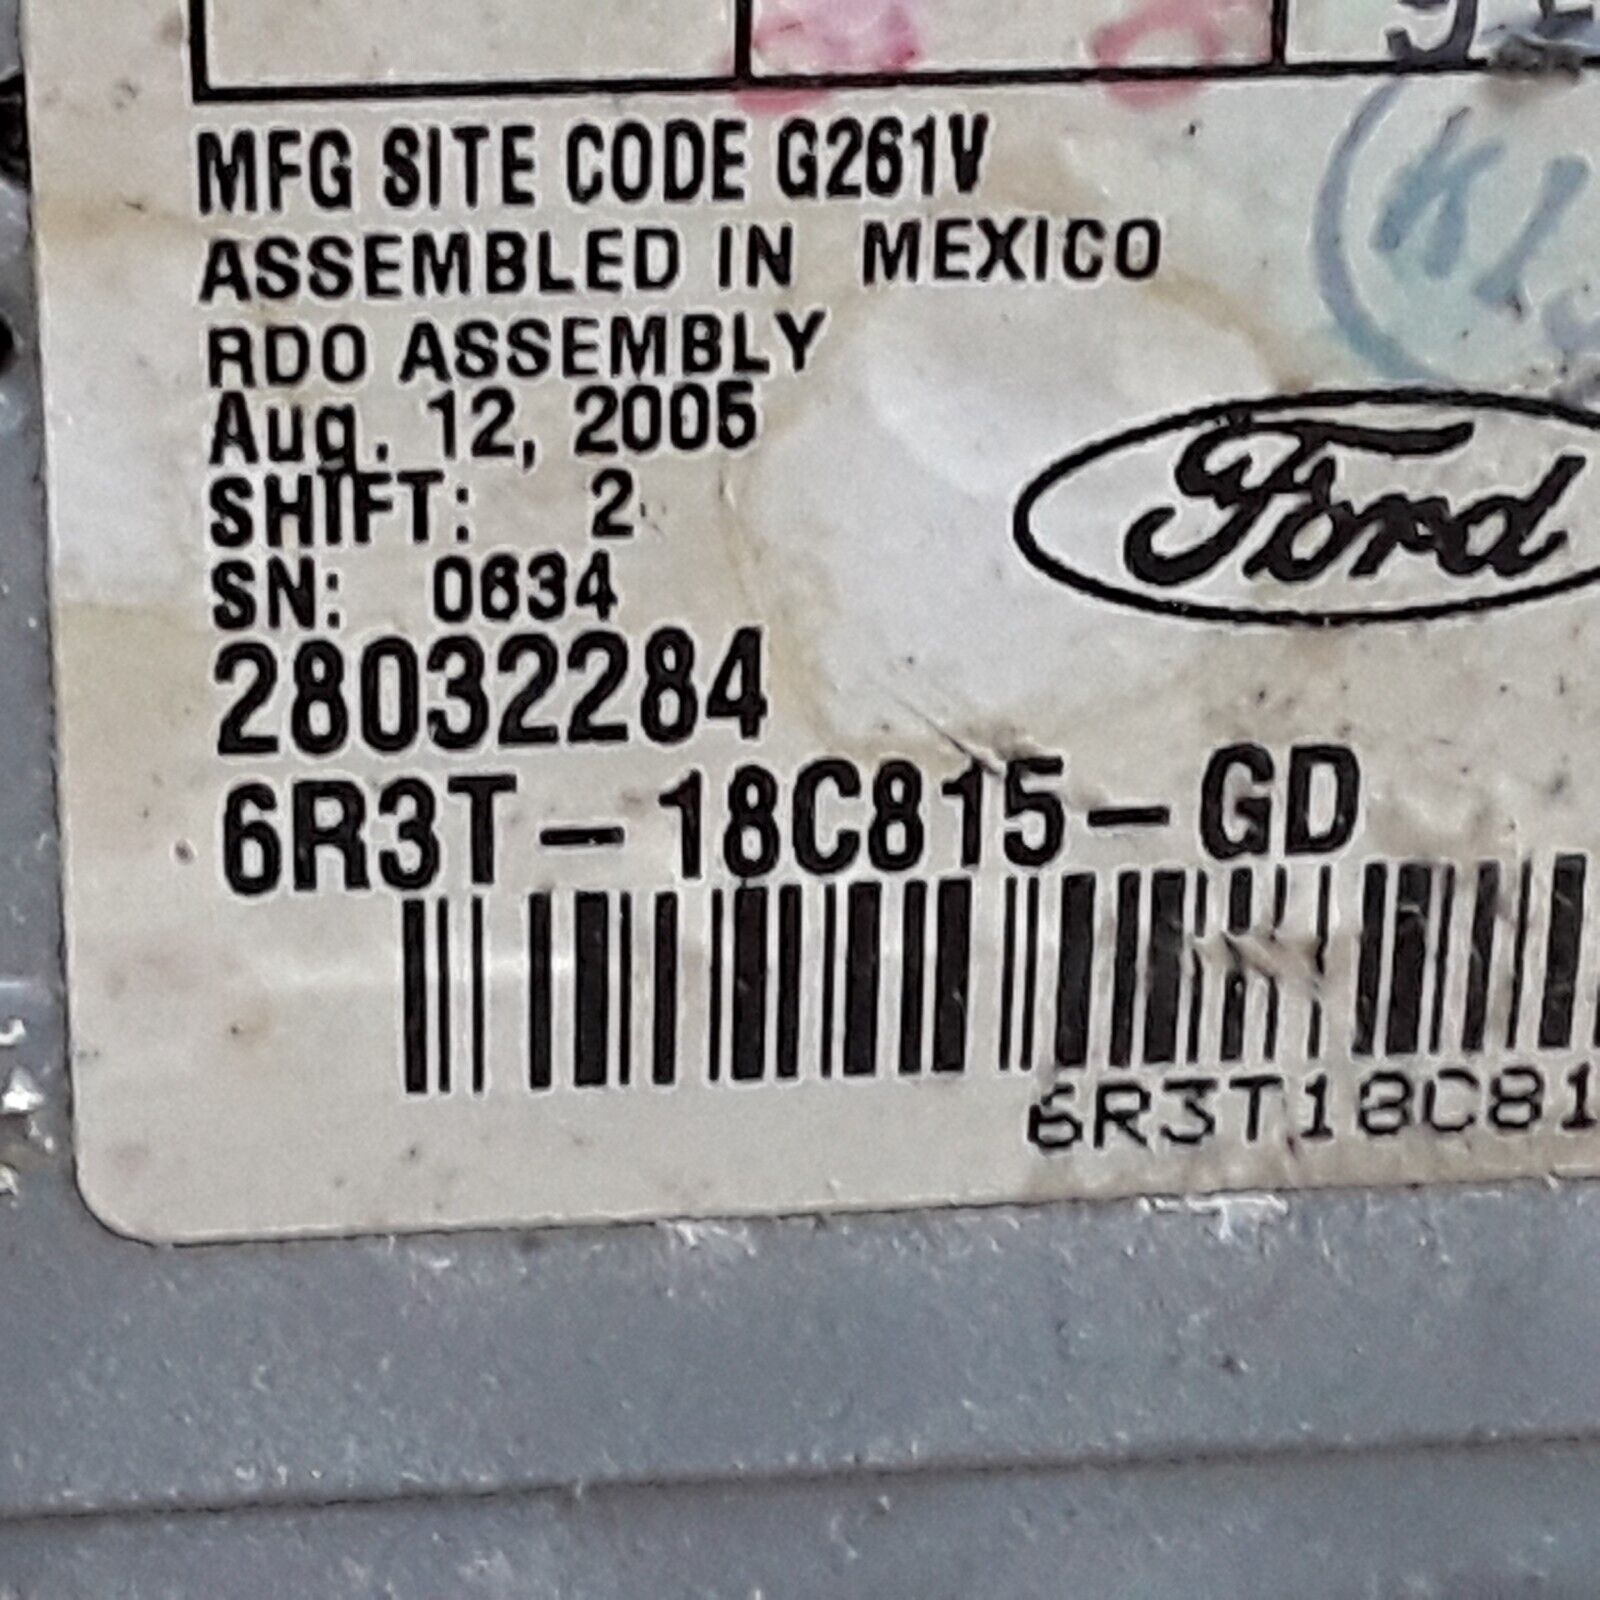 MFG SITE CODE G261V
ASSEMBLED IN MEXICO
RDO ASSEMBLY
Aug. 12, 2005
SHIFT: 2
SN: 0634
Ford
28032284
6R3T-18C815-GD
6R3T18C81